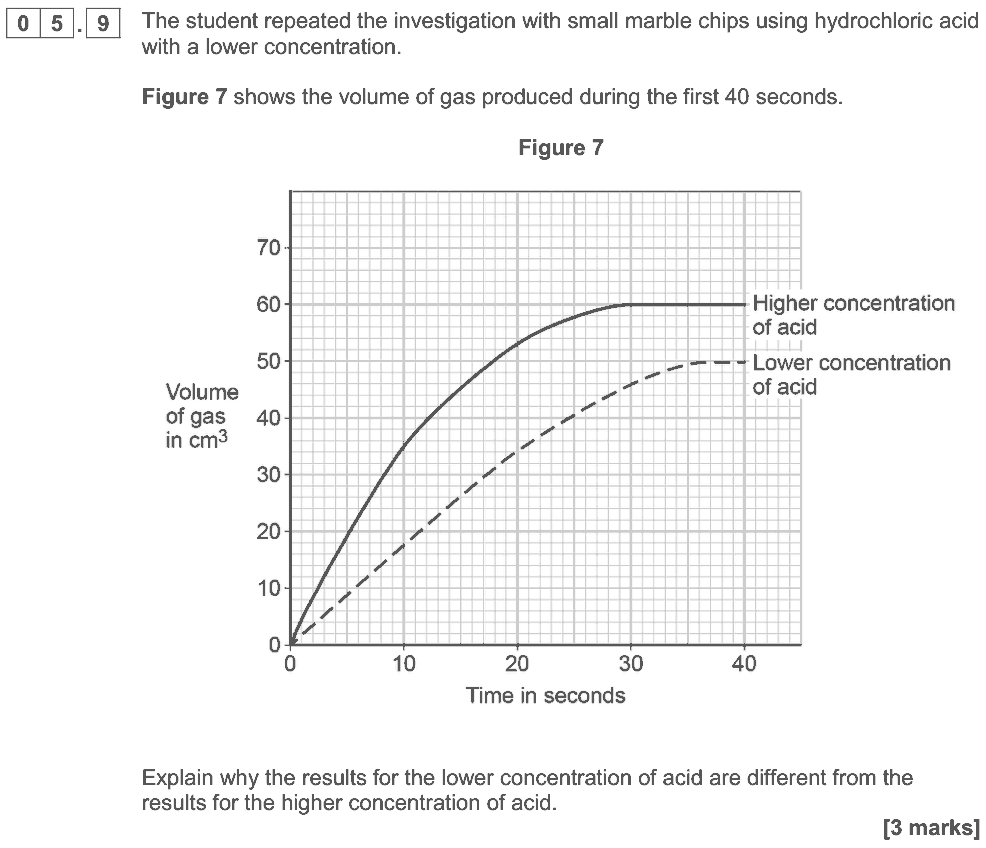 0 5 . 9 The student repeated the investigation with small marble chips using hydrochloric acid
with a lower concentration.
Figure 7 shows the volume of gas produced during the first 40 seconds.
Figure 7
70
60
50
40
30
20
10
0
Volume
of gas
in cm³
Higher concentration
of acid
Lower concentration
of acid
0 10 20 30 40
Time in seconds
Explain why the results for the lower concentration of acid are different from the
results for the higher concentration of acid.
[3 marks]